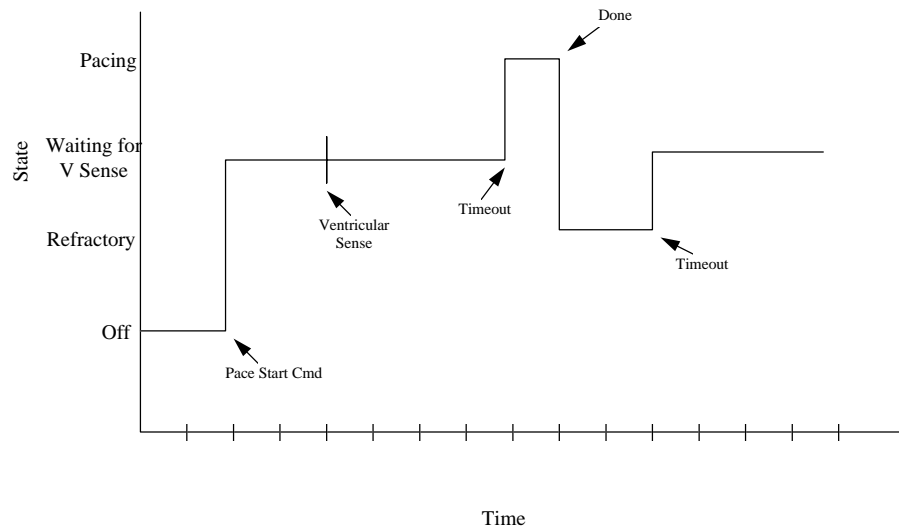 Done
Pacing
State
Waiting for
V Sense
Timeout
Ventricular
Sense
Refractory
Timeout
Off
Pace Start Cmd
Time